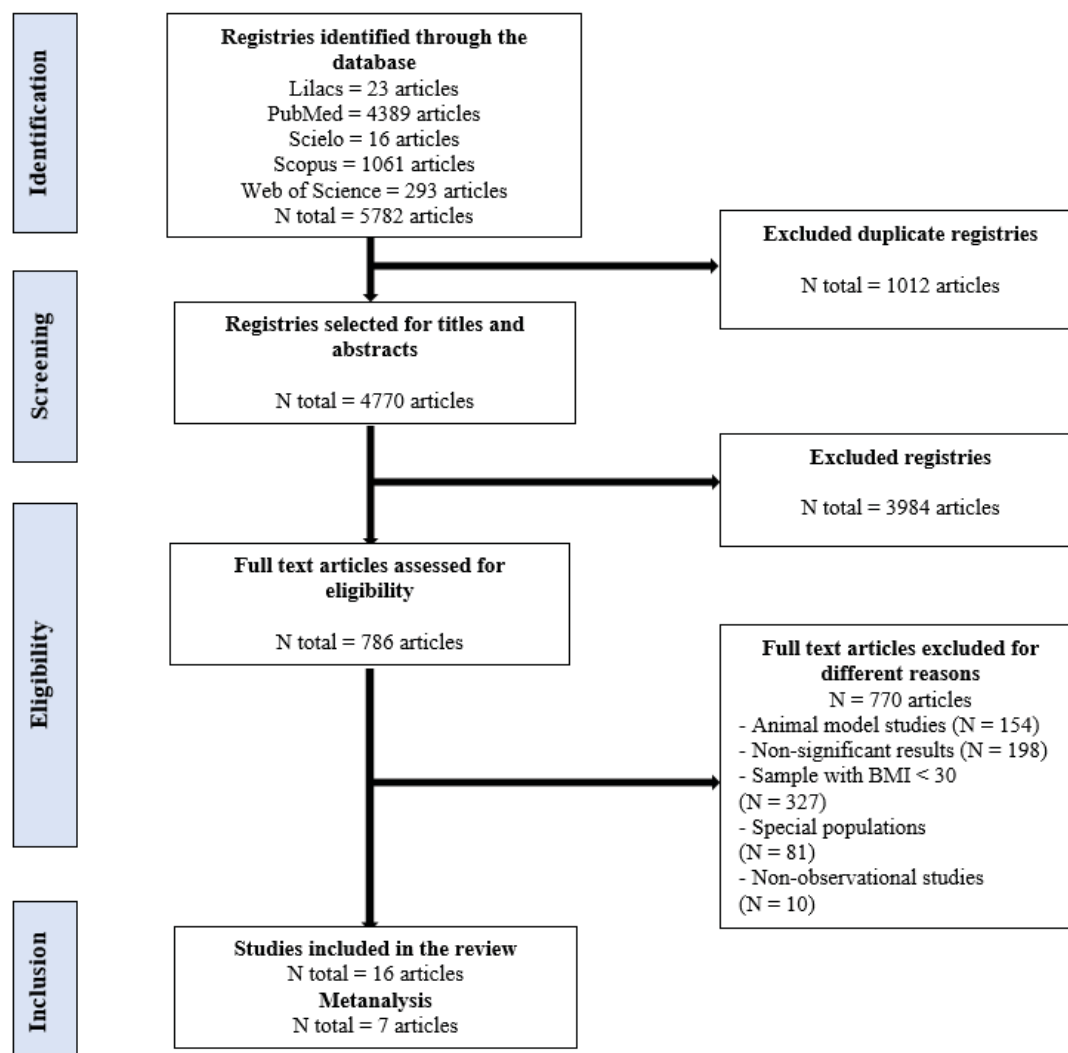 Identification
Registries identified through the
database
Lilacs = 23 articles
PubMed = 4389 articles
Scielo = 16 articles
Scopus = 1061 articles
Web of Science = 293 articles
N total = 5782 articles
Excluded duplicate registries
N total = 1012 articles
Screening
Registries selected for titles and
abstracts
N total = 4770 articles
Excluded registries
N total = 3984 articles
Eligibility
Full text articles assessed for
eligibility
N total = 786 articles
Full text articles excluded for
different reasons
N = 770 articles
- Animal model studies (N = 154)
- Non-significant results (N = 198)
- Sample with BMI < 30
(N = 327)
- Special populations
(N = 81)
- Non-observational studies
(N = 10)
Inclusion
Studies included in the review
N total = 16 articles
Metanalysis
N total = 7 articles